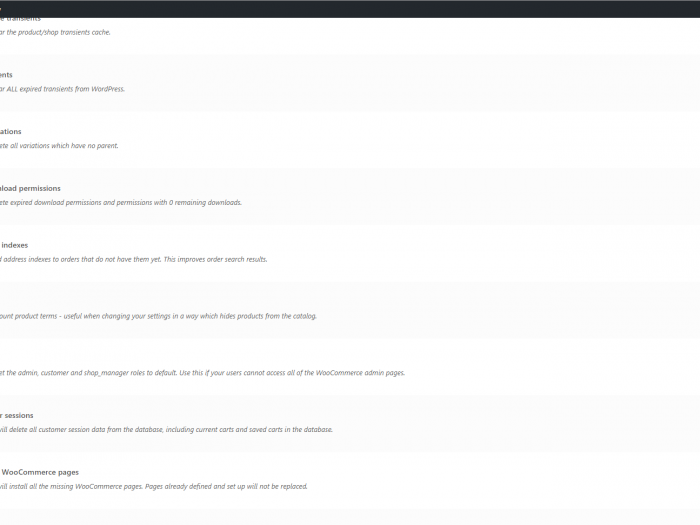 transients
ar the product/shop transients cache.
ents
ar ALL expired transients from WordPress.
ations
ete all variations which have no parent.
nload permissions
ete expired download permissions and permissions with 0 remaining downloads.
indexes
d address indexes to orders that do not have them yet. This improves order search results.
ount product terms - useful when changing your settings in a way which hides products from the catalog.
et the admin, customer and shop_manager roles to default. Use this if your users cannot access all of the WooCommerce admin pages.
r sessions
will delete all customer session data from the database, including current carts and saved carts in the database.
WooCommerce pages
will install all the missing WooCommerce pages. Pages already defined and set up will not be replaced.